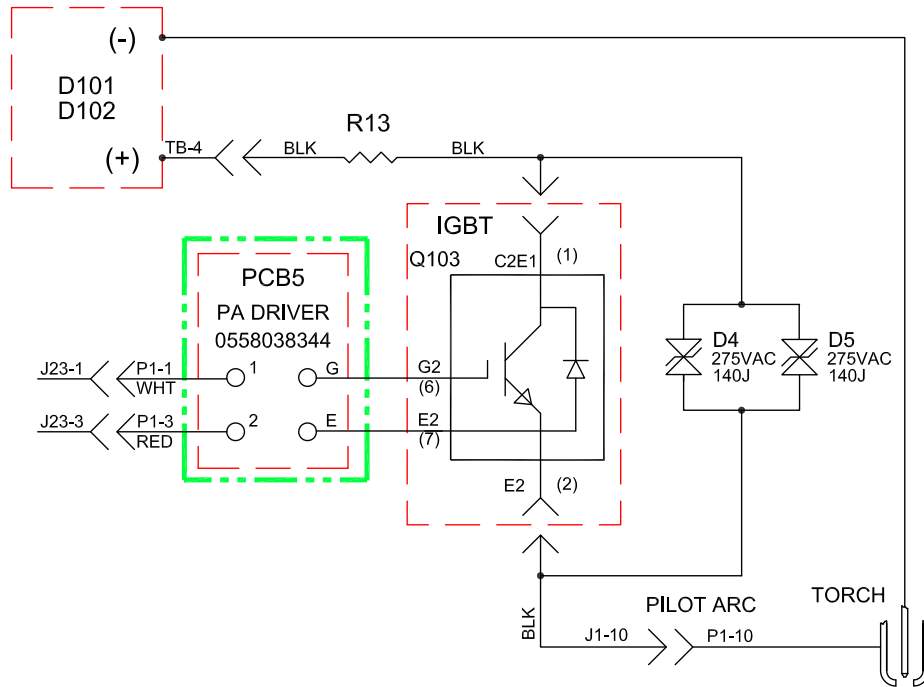 (-)
D101
D102
(+)
TB-4
BLK
R13
BLK
IGBT
Q103
C2E1
(1)
PCB5
PA DRIVER
0558038344
J23-1
P1-1
WHT
1
G
G2
(6)
J23-3
P1-3
RED
2
E
E2
(7)
E2
(2)
D4
275VAC
140J
D5
275VAC
140J
BLK
PILOT ARC
J1-10
P1-10
TORCH